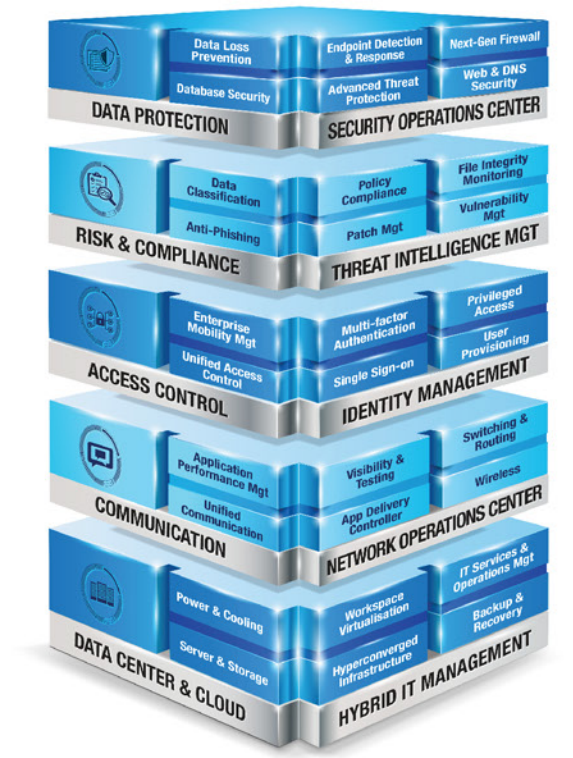 Data Loss
Prevention
Database Security
DATA PROTECTION
Endpoint Detection
& Response
Next-Gen Firewall
Advanced Threat
Protection
Web & DNS
Security
SECURITY OPERATIONS CENTER
Data
Classification
Anti-Phishing
RISK & COMPLIANCE
Policy
Compliance
File Integrity
Monitoring
Patch Mgt
Vulnerability
Mgt
THREAT INTELLIGENCE MGT
Enterprise
Mobility Mgt
Unified Access
Control
ACCESS CONTROL
Multi-factor
Authentication
Privileged
Access
Single Sign-on
User
Provisioning
IDENTITY MANAGEMENT
Application
Performance Mgt
Unified
Communication
COMMUNICATION
Visibility &
Testing
Switching &
Routing
App Delivery
Controller
Wireless
NETWORK OPERATIONS CENTER
Power & Cooling
Server & Storage
DATA CENTER & CLOUD
Workspace
Virtualisation
IT Services &
Operations Mgt
Hyperconverged
Infrastructure
Backup &
Recovery
HYBRID IT MANAGEMENT